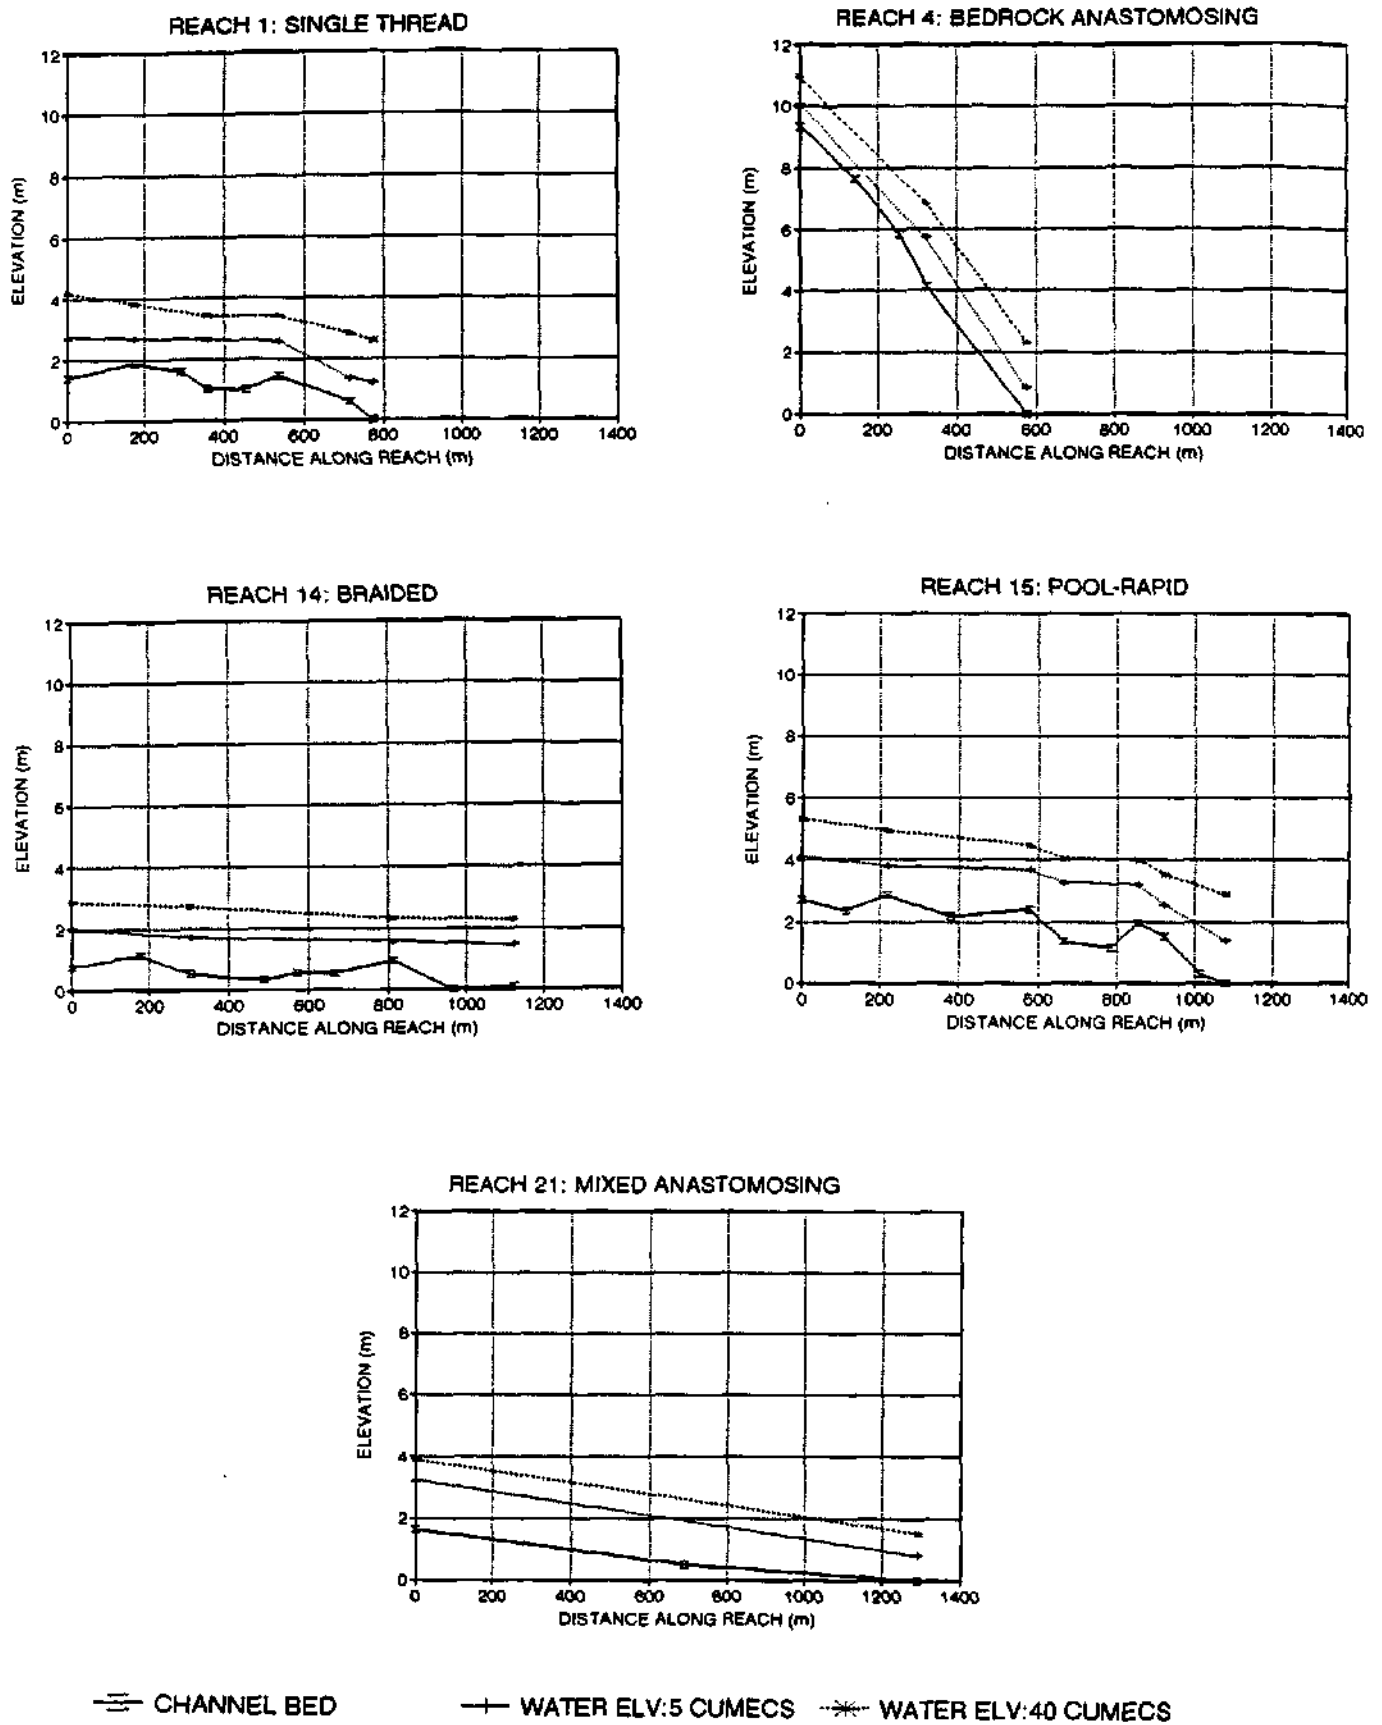 REACH 1: SINGLE THREAD
12
10
8
6
4
2
0
ELEVATION (m)
0 200 400 600 800 1000 1200 1400
DISTANCE ALONG REACH (m)
REACH 4: BEDROCK ANASTOMOSING
12
10
8
6
4
2
0
ELEVATION (m)
0 200 400 600 800 1000 1200 1400
DISTANCE ALONG REACH (m)
REACH 14: BRAIDED
12
10
8
6
4
2
0
ELEVATION (m)
0 200 400 600 800 1000 1200 1400
DISTANCE ALONG REACH (m)
REACH 15: POOL-RAPID
12
10
8
6
4
2
0
ELEVATION (m)
0 200 400 600 800 1000 1200 1400
DISTANCE ALONG REACH (m)
REACH 21: MIXED ANASTOMOSING
12
10
8
6
4
2
0
ELEVATION (m)
0 200 400 600 800 1000 1200 1400
DISTANCE ALONG REACH (m)
CHANNEL BED WATER ELV:5 CUMECS WATER ELV:40 CUMECS